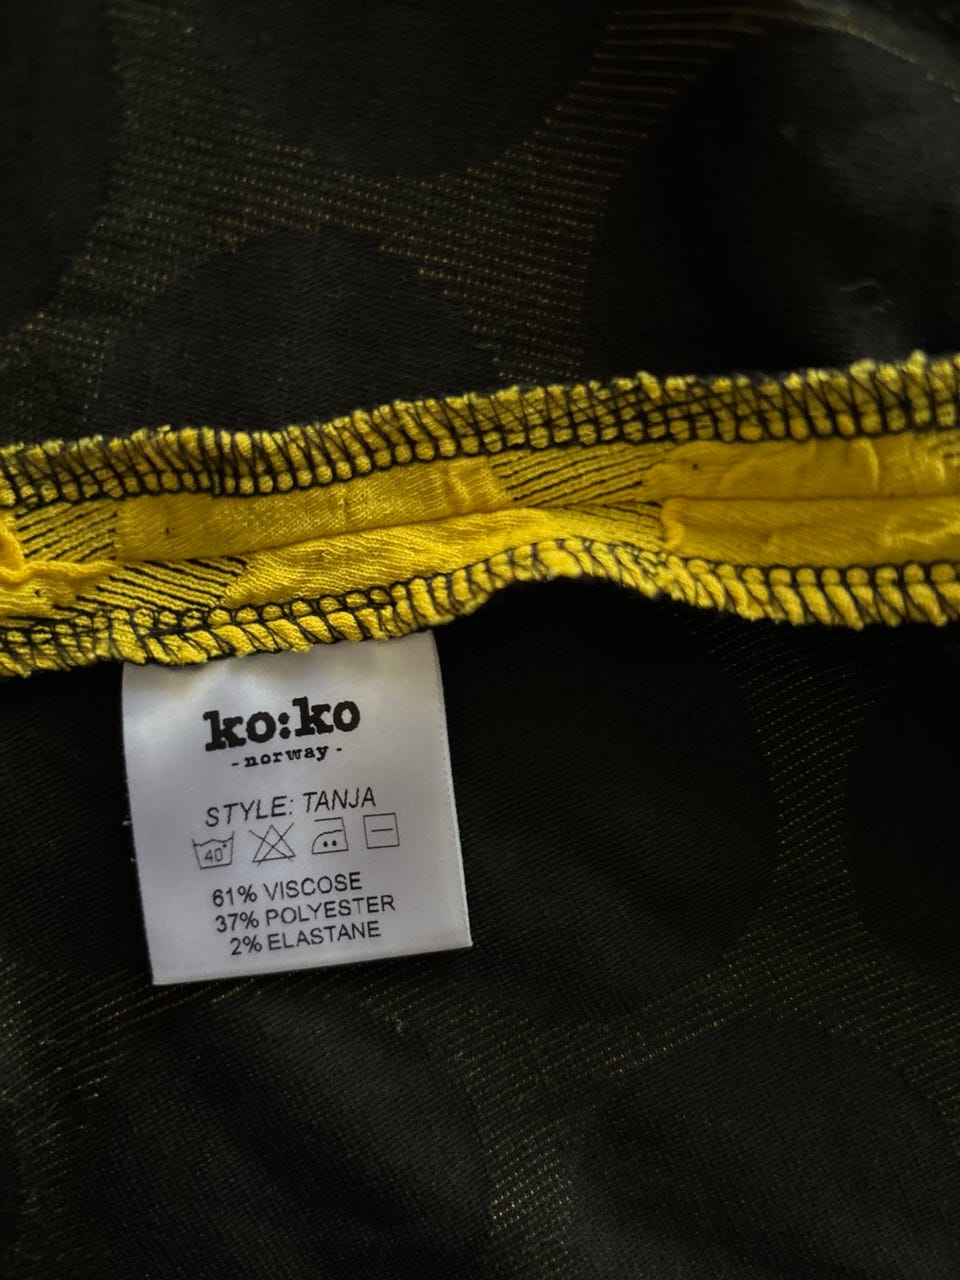 ko:ko
- norway -
STYLE: TANJA
40°
61% VISCOSE
37% POLYESTER
2% ELASTANE